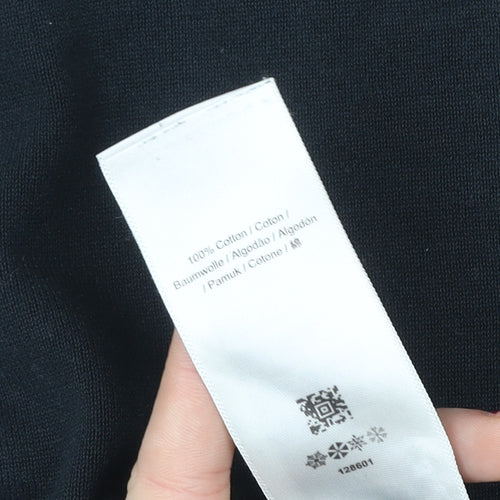 100% Cotton / Coton /
Baumwolle / Algodão / Algodón
/ Pamuk / Cotone / 綿
128601